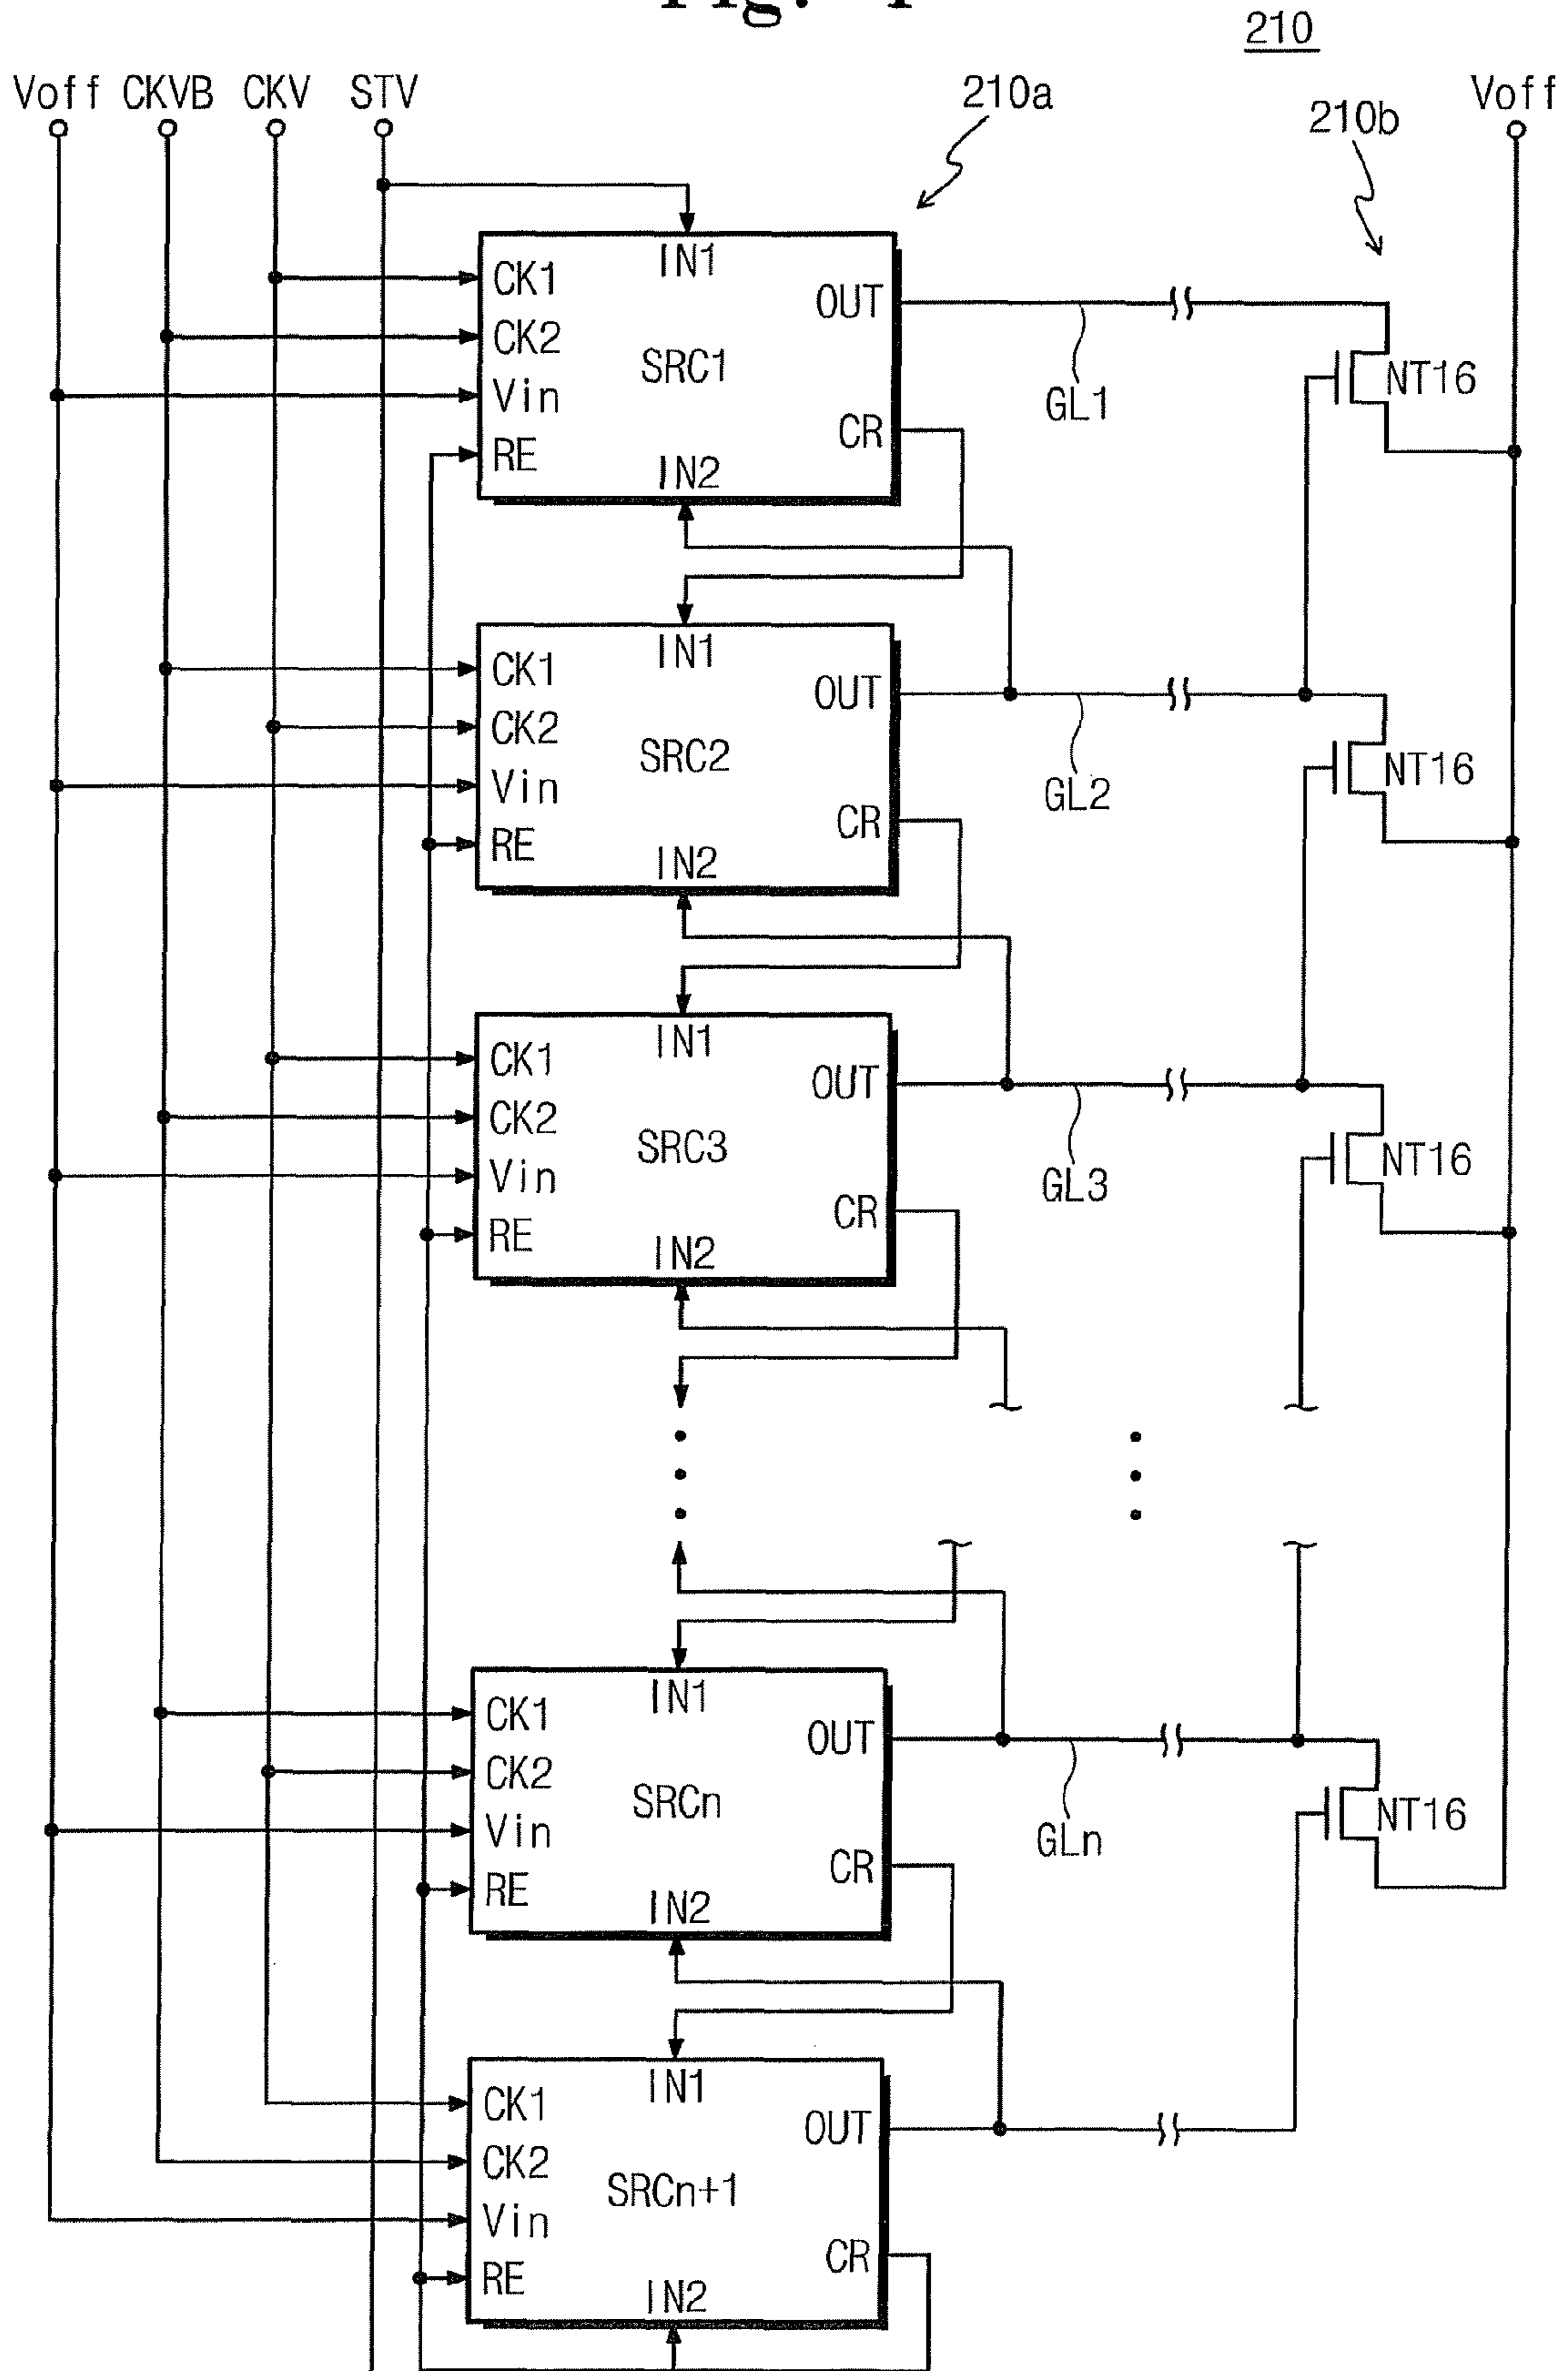 210
Voff CKVB CKV STV 210a 210b Voff
IN1
CK1
OUT
CK2
SRC1
Vin
NT16
GL1
CR
RE
IN2
IN1
CK1
OUT
CK2
SRC2
Vin
NT16
GL2
CR
RE
IN2
IN1
CK1
OUT
CK2
SRC3
Vin
NT16
GL3
CR
RE
IN2
IN1
CK1
OUT
CK2
SRCn
NT16
Vin
GLn
CR
RE
IN2
IN1
CK1
OUT
CK2
SRCn+1
Vin
CR
RE
IN2